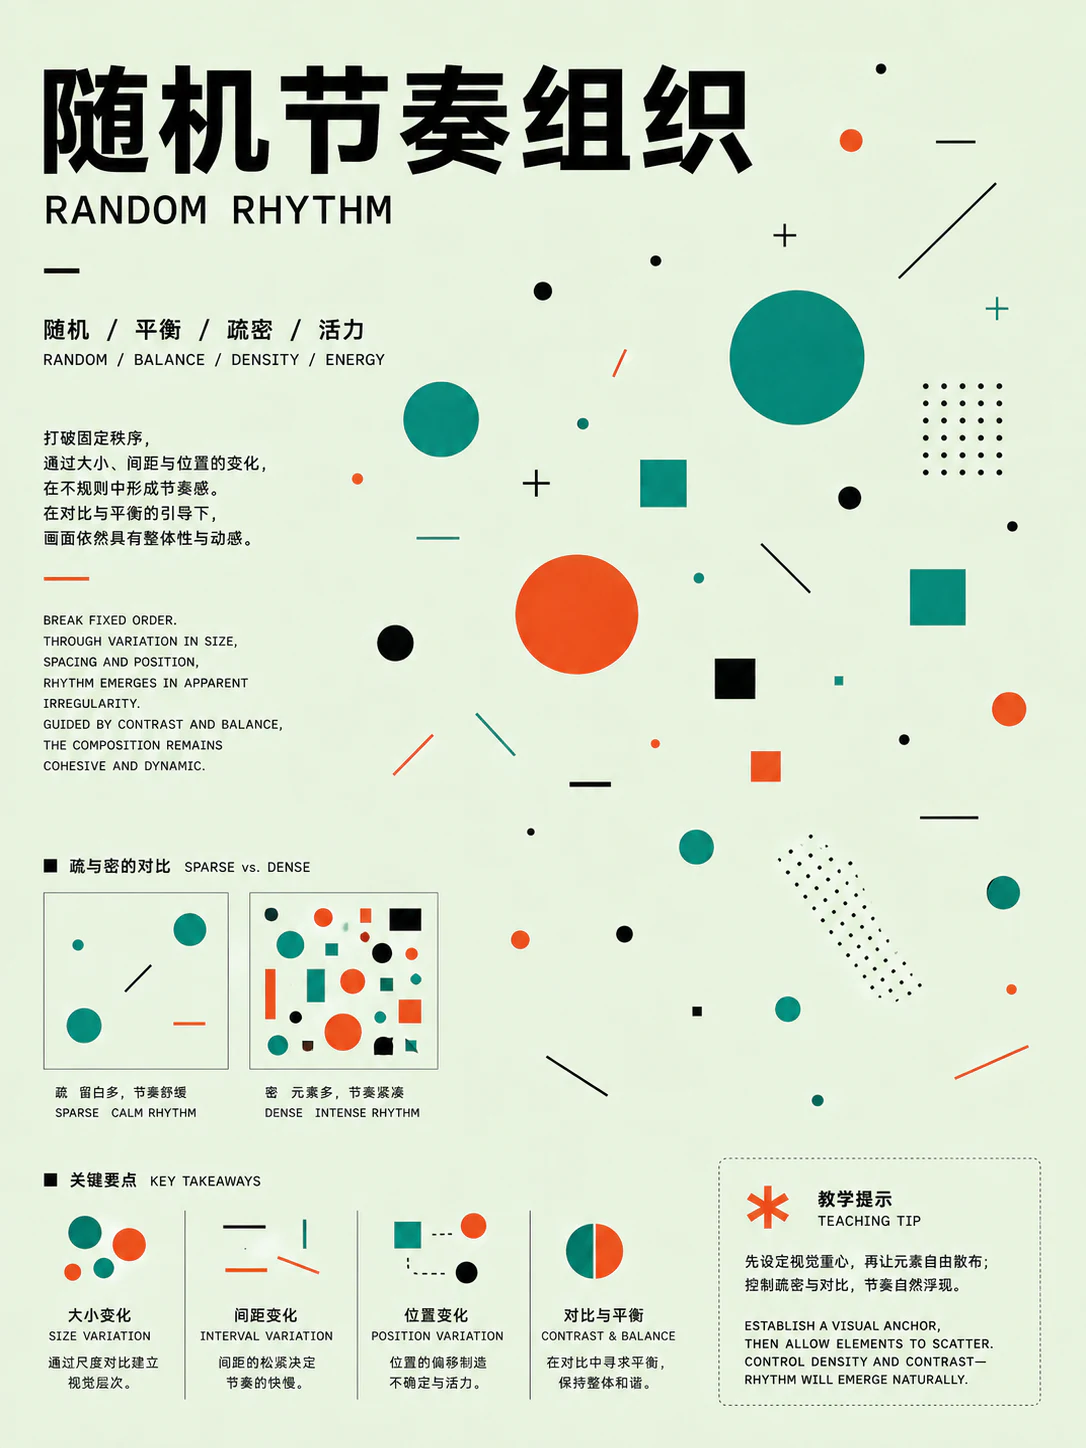 随机节奏组织
RANDOM RHYTHM
随机 / 平衡 / 疏密 / 活力
RANDOM / BALANCE / DENSITY / ENERGY
打破固定秩序，
通过大小、间距与位置的变化，
在不规则中形成节奏感。
在对比与平衡的引导下，
画面依然具有整体性与动感。
BREAK FIXED ORDER.
THROUGH VARIATION IN SIZE,
SPACING AND POSITION,
RHYTHM EMERGES IN APPARENT
IRREGULARITY.
GUIDED BY CONTRAST AND BALANCE,
THE COMPOSITION REMAINS
COHESIVE AND DYNAMIC.
疏与密的对比 SPARSE vs. DENSE
疏 留白多，节奏舒缓
SPARSE CALM RHYTHM
密 元素多，节奏紧凑
DENSE INTENSE RHYTHM
关键要点 KEY TAKEAWAYS
大小变化
SIZE VARIATION
通过尺度对比建立
视觉层次。
间距变化
INTERVAL VARIATION
间距的松紧决定
节奏的快慢。
位置变化
POSITION VARIATION
位置的偏移制造
不确定与活力。
对比与平衡
CONTRAST & BALANCE
在对比中寻求平衡，
保持整体和谐。
教学提示
TEACHING TIP
先设定视觉重心，再让元素自由散布；
控制疏密与对比，节奏自然浮现。
ESTABLISH A VISUAL ANCHOR,
THEN ALLOW ELEMENTS TO SCATTER.
CONTROL DENSITY AND CONTRAST—
RHYTHM WILL EMERGE NATURALLY.